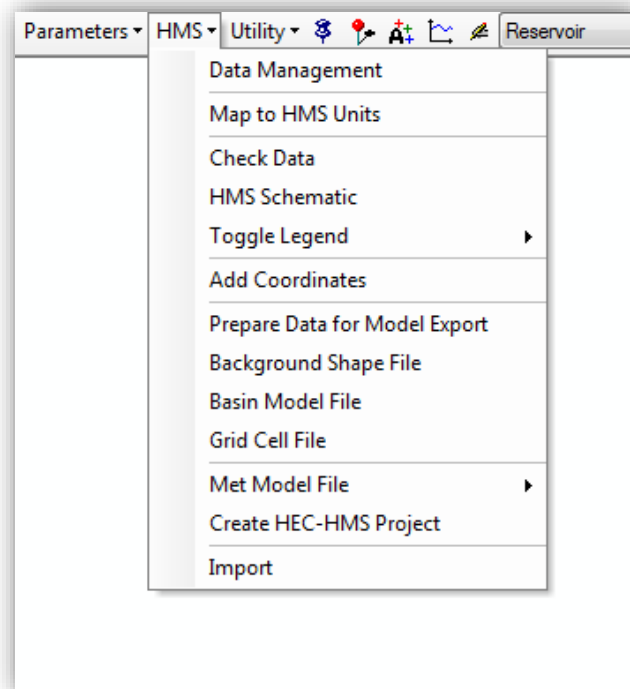 Parameters HMS Utility Reservoir
Data Management
Map to HMS Units
Check Data
HMS Schematic
Toggle Legend
Add Coordinates
Prepare Data for Model Export
Background Shape File
Basin Model File
Grid Cell File
Met Model File
Create HEC-HMS Project
Import